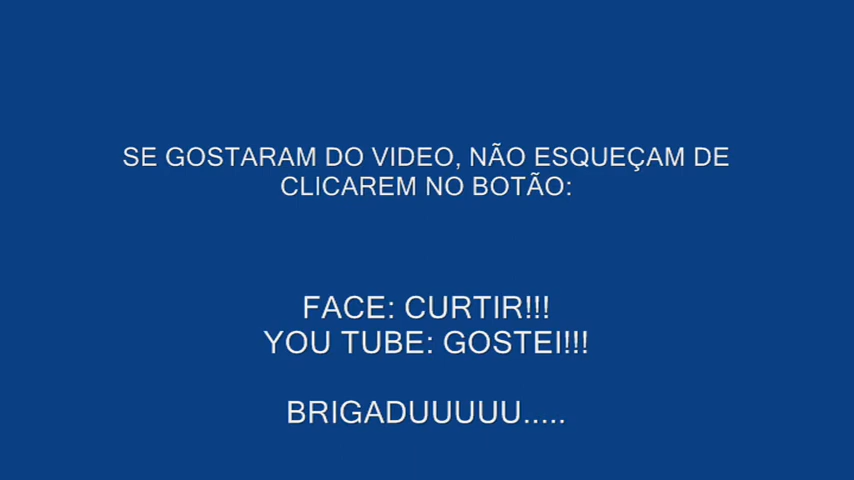 SE GOSTARAM DO VIDEO, NÃO ESQUEÇAM DE
CLICAREM NO BOTÃO:
FACE: CURTIR!!!
YOU TUBE: GOSTEI!!!
BRIGADUUUUU.....